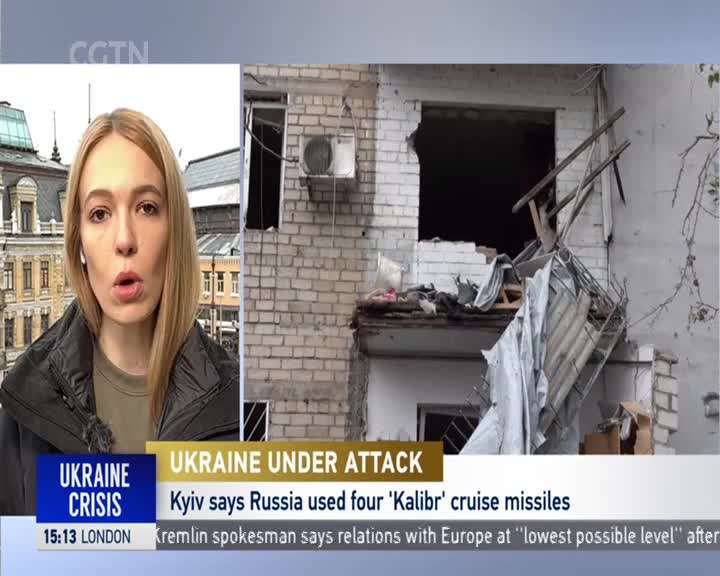 CGTN
UKRAINE UNDER ATTACK
Kyiv says Russia used four 'Kalibr' cruise missiles
UKRAINE
CRISIS
15:13 LONDON
Kremlin spokesman says relations with Europe at "lowest possible level" after